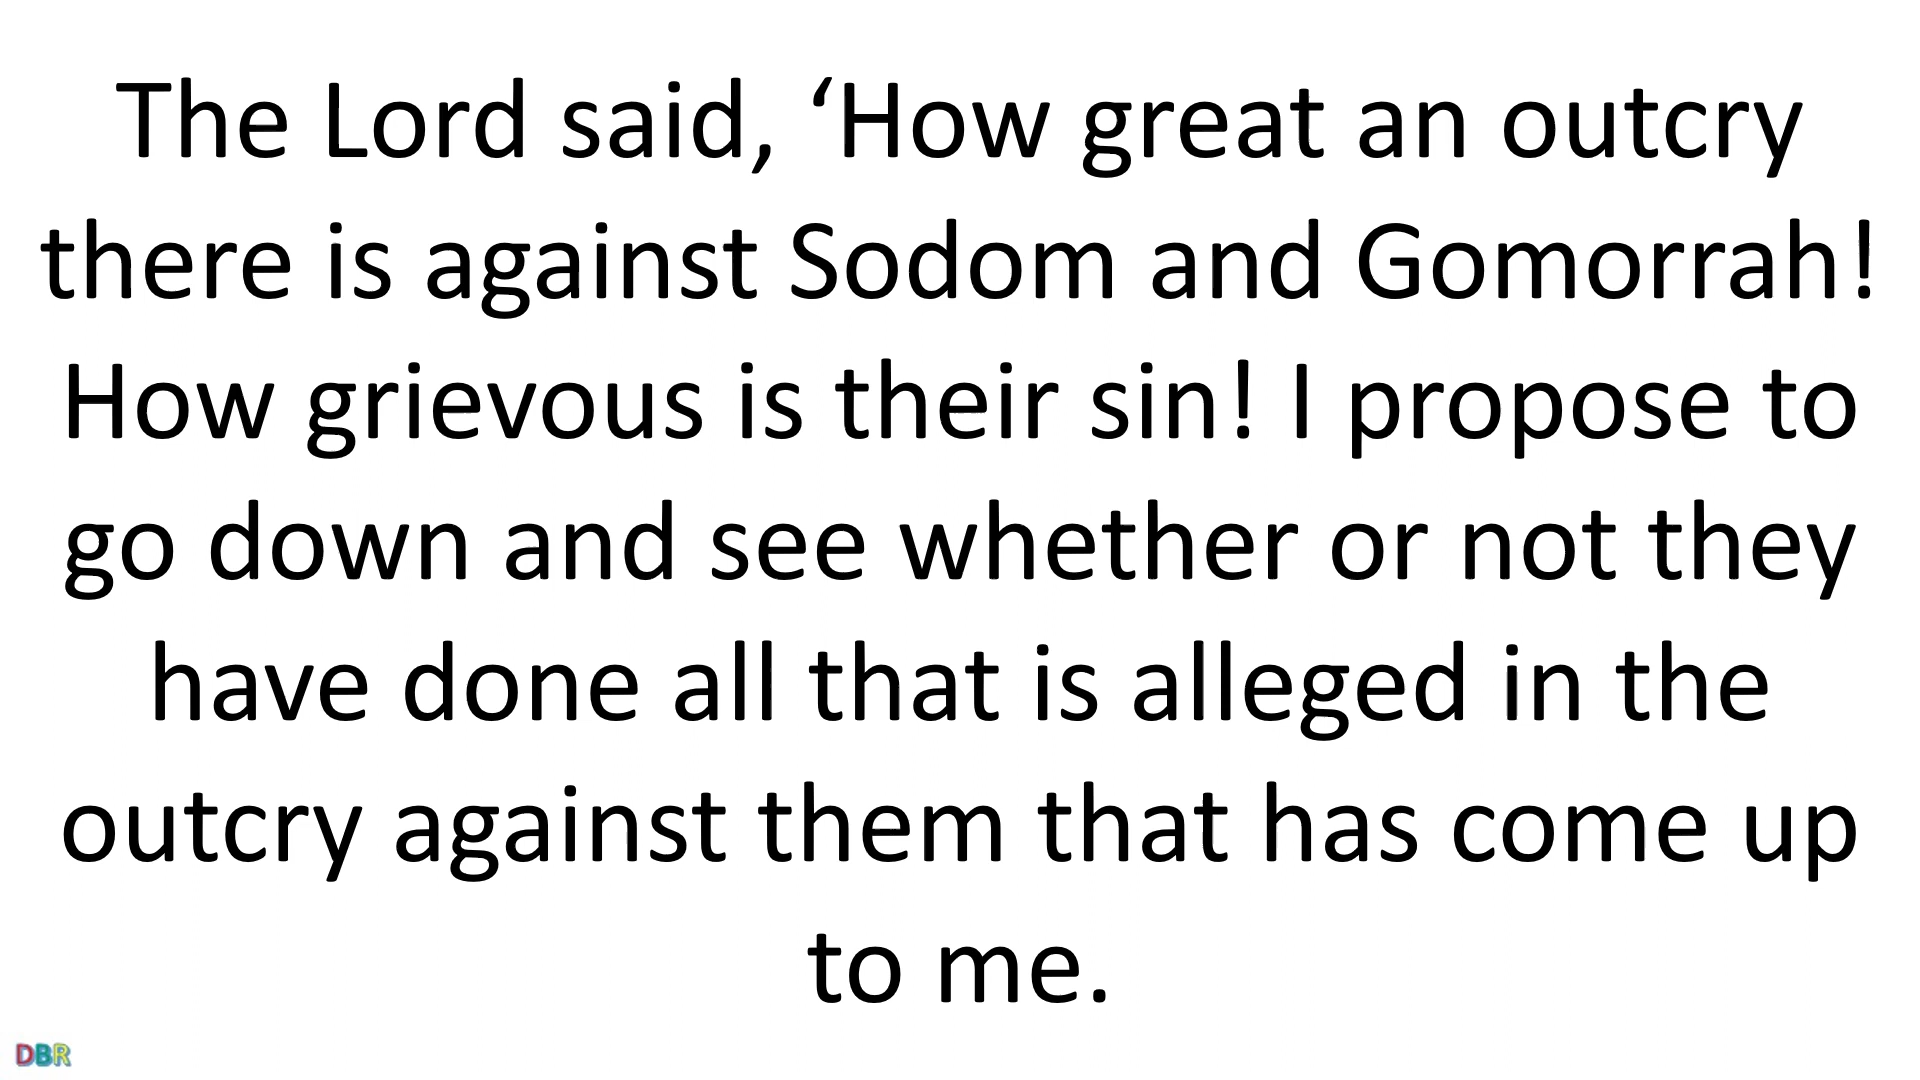 The Lord said, ‘How great an outcry
there is against Sodom and Gomorrah!
How grievous is their sin! I propose to
go down and see whether or not they
have done all that is alleged in the
outcry against them that has come up
to me.
DBR